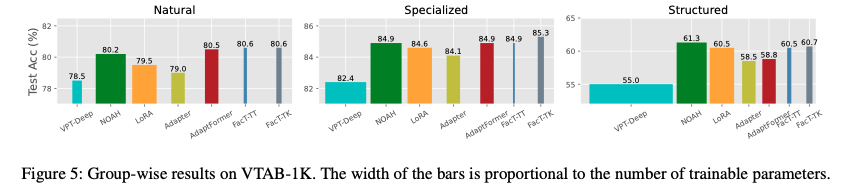 Natural
Specialized
Structured
Test Acc (%)
82
80
78
78.5
80.2
79.5
79.0
80.5
80.6
80.6
VPT-Deep
NOAH
LoRA
Adapter
AdaptFormer
FacT-TT
FacT-TK
86
84
82
82.4
84.9
84.6
84.1
84.9
84.9
85.3
VPT-Deep
NOAH
LoRA
Adapter
AdaptFormer
FacT-TT
FacT-TK
65
60
55
55.0
61.3
60.5
58.5
58.8
60.5
60.7
VPT-Deep
NOAH
LoRA
Adapter
AdaptFormer
FacT-TT
FacT-TK
Figure 5: Group-wise results on VTAB-1K. The width of the bars is proportional to the number of trainable parameters.